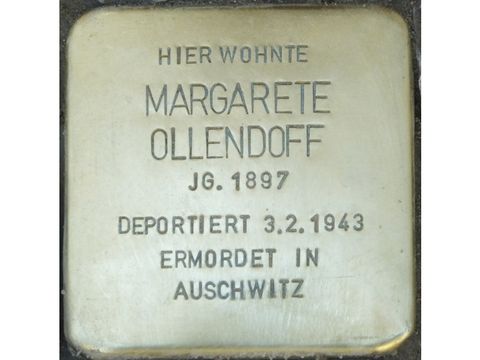 HIER WOHNTE
MARGARETE
OLLENDOFF
JG. 1897
DEPORTIERT 3.2.1943
ERMORDET IN
AUSCHWITZ